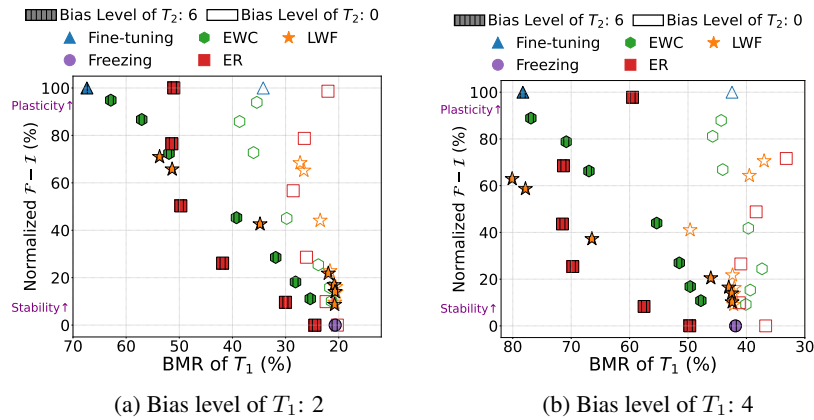 Bias Level of T₂: 6 Bias Level of T₂: 0
Fine-tuning EWC LWF
Freezing ER
Normalized ℱ − ℐ (%)
100
Plasticity↑
80
60
40
20
Stability↑
0
70 60 50 40 30 20
BMR of T₁ (%)
(a) Bias level of T₁: 2
Bias Level of T₂: 6 Bias Level of T₂: 0
Fine-tuning EWC LWF
Freezing ER
Normalized ℱ − ℐ (%)
100
Plasticity↑
80
60
40
20
Stability↑
0
80 70 60 50 40 30
BMR of T₁ (%)
(b) Bias level of T₁: 4